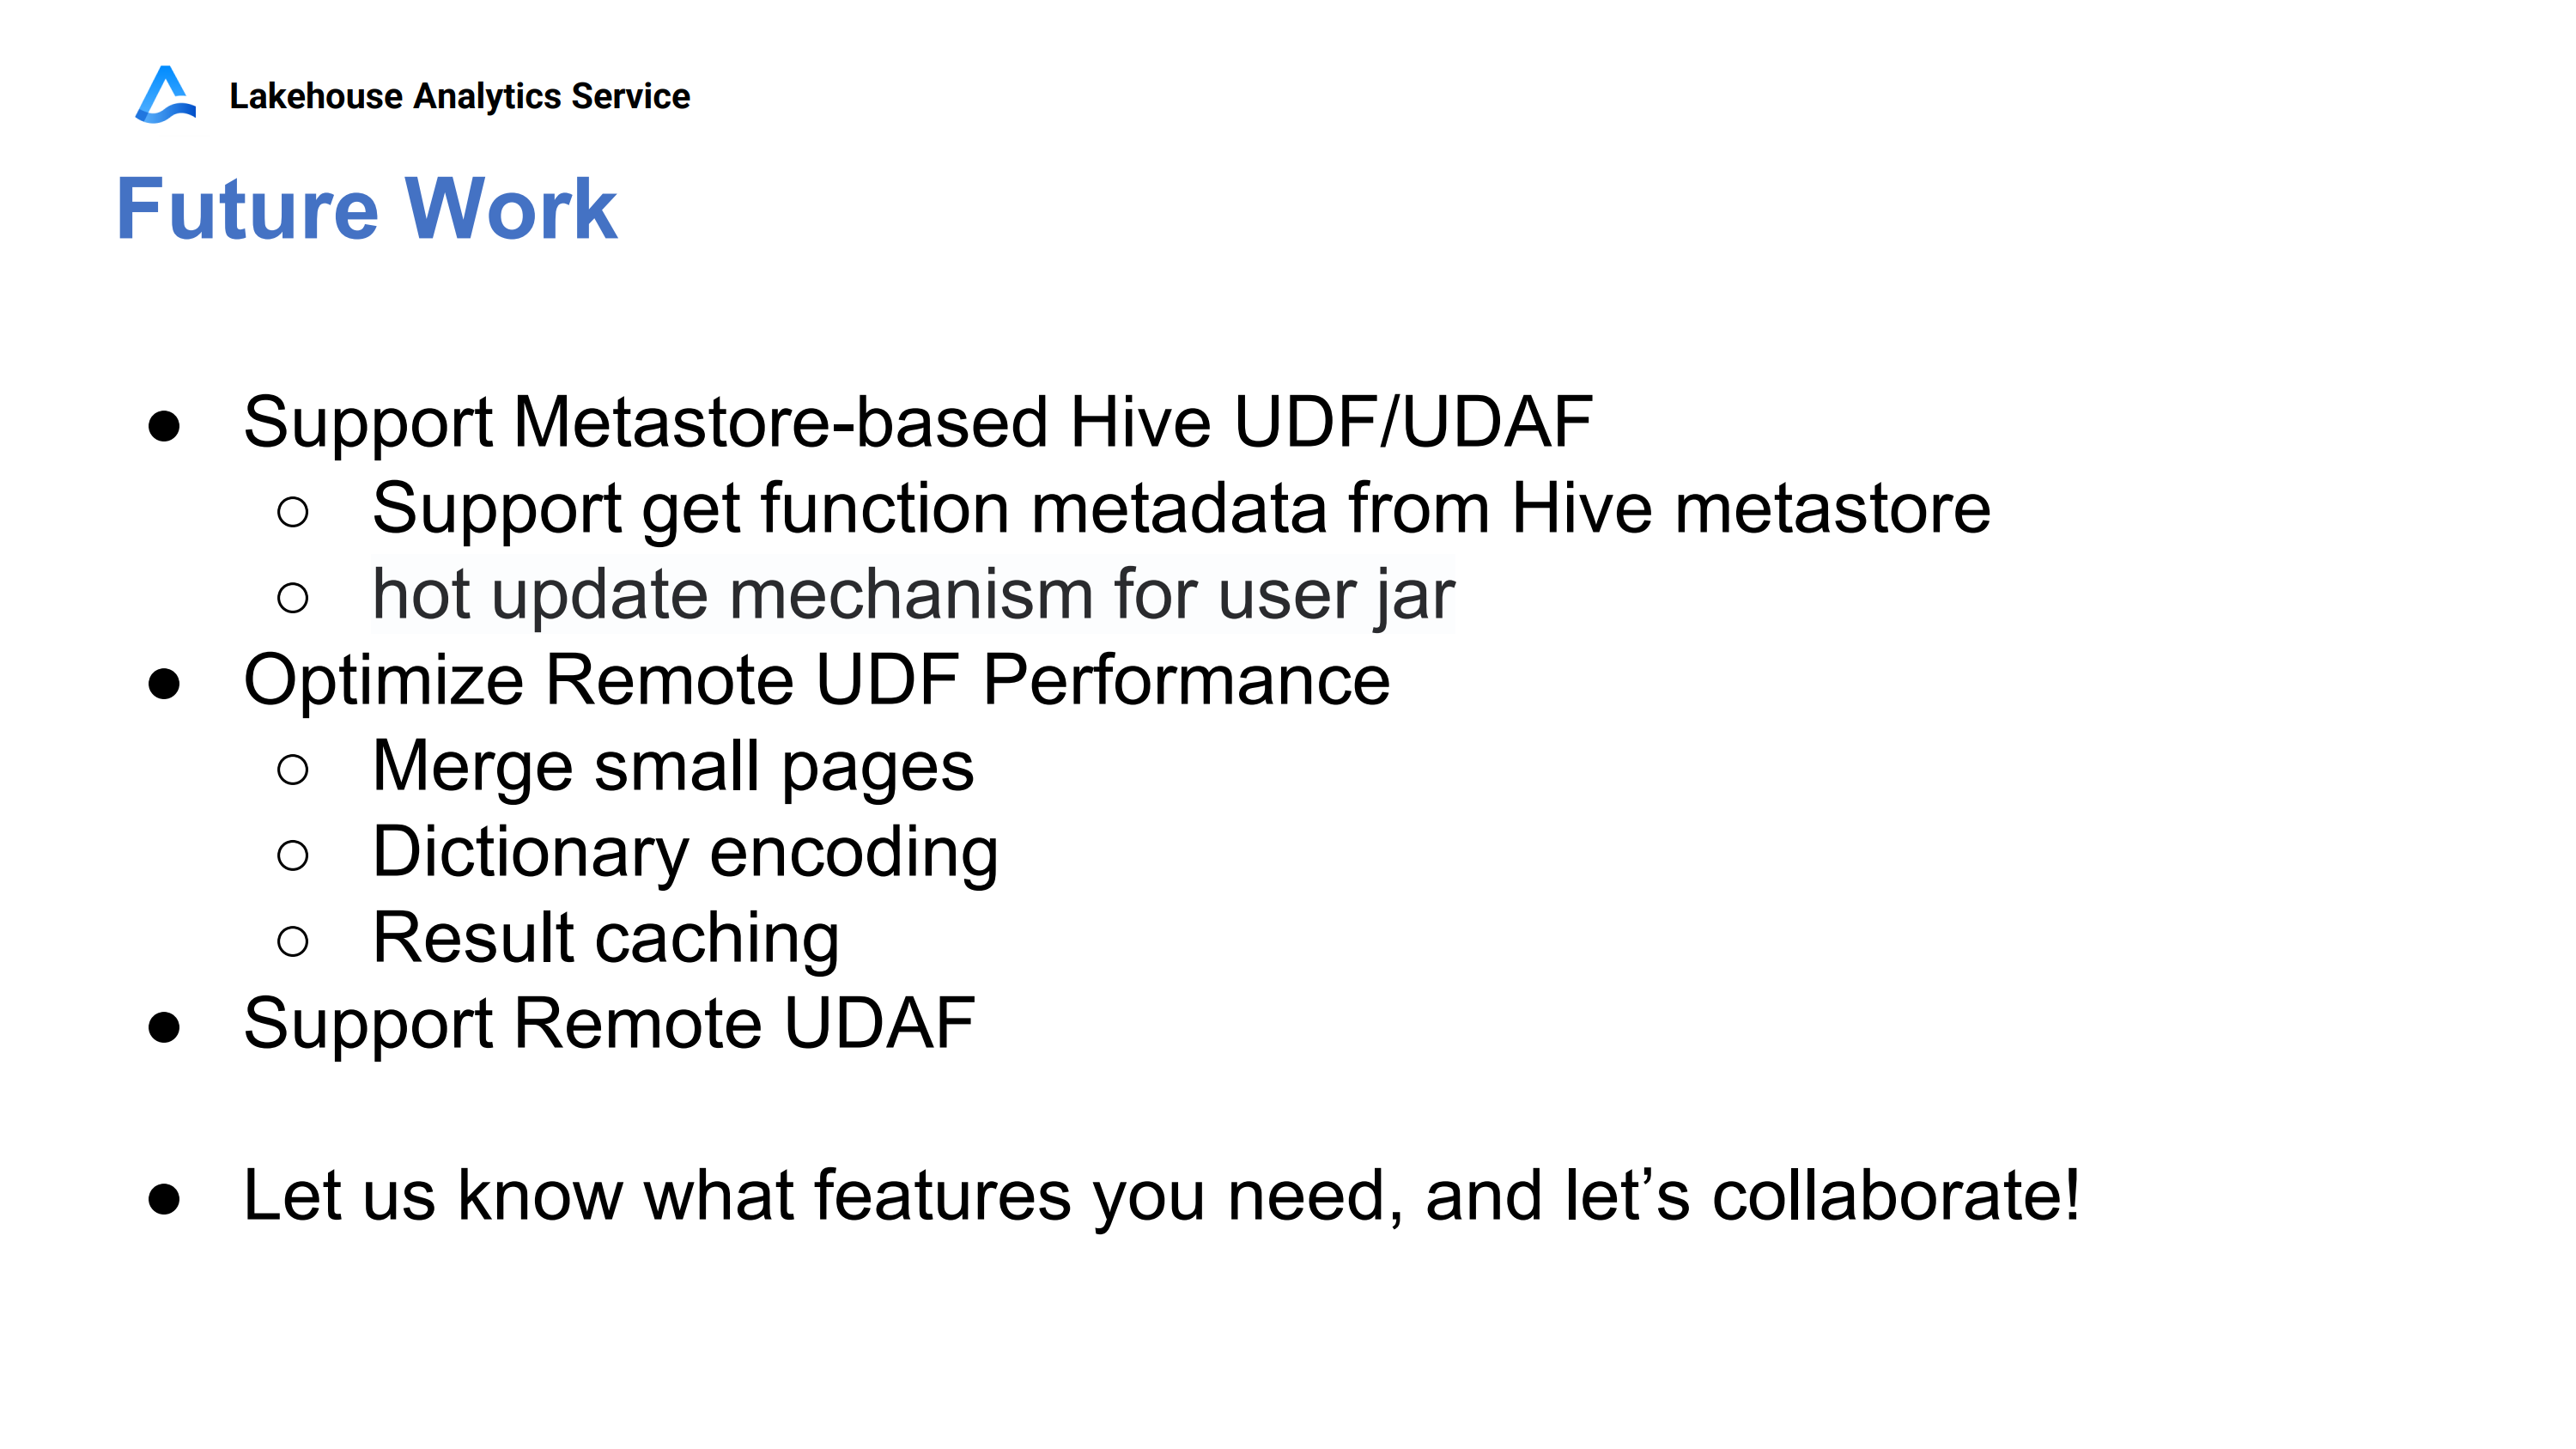 Lakehouse Analytics Service
Future Work
● Support Metastore-based Hive UDF/UDAF
○ Support get function metadata from Hive metastore
○ hot update mechanism for user jar
● Optimize Remote UDF Performance
○ Merge small pages
○ Dictionary encoding
○ Result caching
● Support Remote UDAF
● Let us know what features you need, and let’s collaborate!